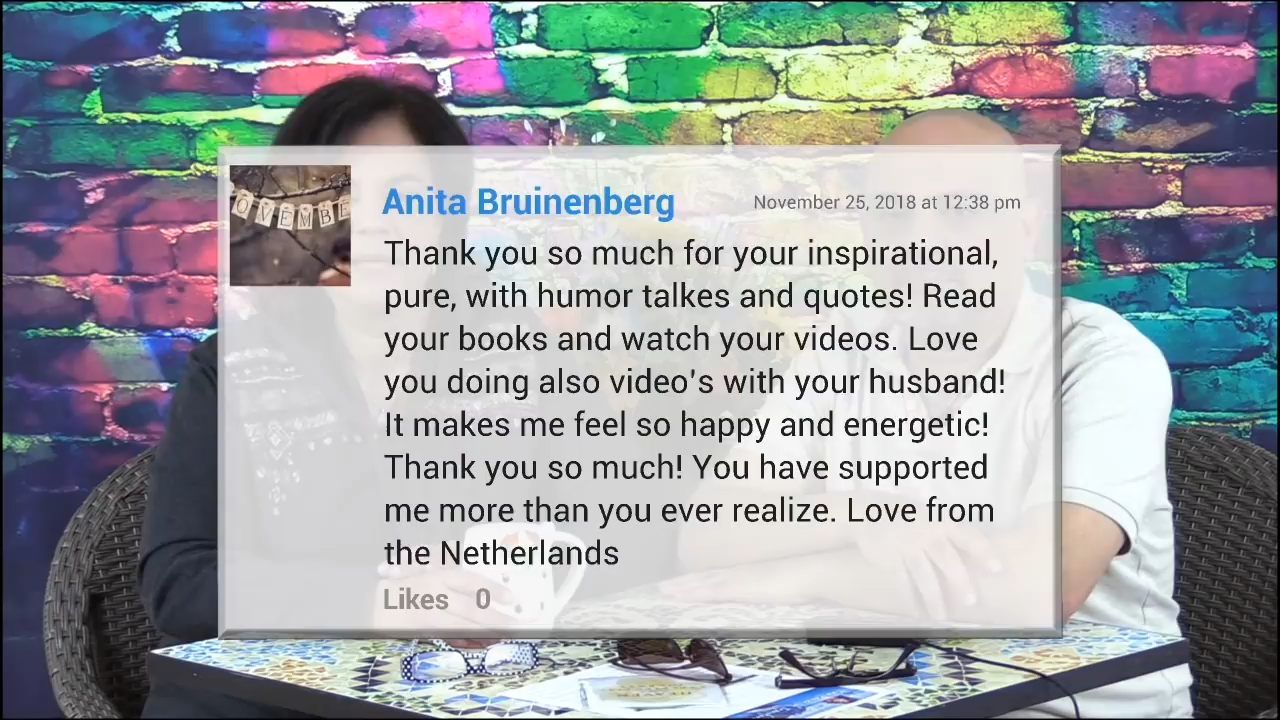 OVEMBE
Anita Bruinenberg
November 25, 2018 at 12:38 pm
Thank you so much for your inspirational,
pure, with humor talkes and quotes! Read
your books and watch your videos. Love
you doing also video's with your husband!
It makes me feel so happy and energetic!
Thank you so much! You have supported
me more than you ever realize. Love from
the Netherlands
Likes 0